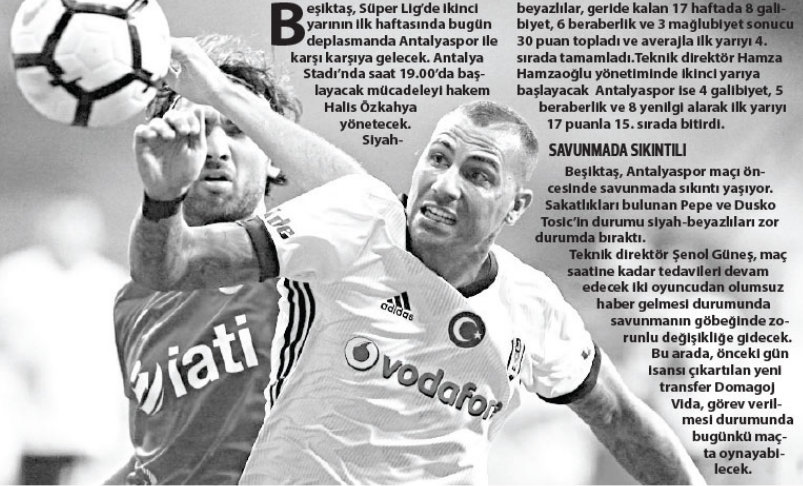 Beşiktaş, Süper Lig'de ikinci
yarının ilk haftasında bugün
deplasmanda Antalyaspor ile
karşı karşıya gelecek. Antalya
Stadı'nda saat 19.00'da baş-
layacak mücadeleyi hakem
Halis Özkahya
yönetecek.
Siyah-
beyazlılar, geride kalan 17 haftada 8 gali-
biyet, 6 beraberlik ve 3 mağlubiyet sonucu
30 puan topladı ve averajla ilk yarıyı 4.
sırada tamamladı.Teknik direktör Hamza
Hamzaoğlu yönetiminde ikinci yarıya
başlayacak Antalyaspor ise 4 galibiyet, 5
beraberlik ve 8 yenilgi alarak ilk yarıyı
17 puanla 15. sırada bitirdi.
SAVUNMADA SIKINTILI
Beşiktaş, Antalyaspor maçı ön-
cesinde savunmada sıkıntı yaşıyor.
Sakatlıkları bulunan Pepe ve Dusko
Tosic'in durumu siyah-beyazlıları zor
durumda bıraktı.
Teknik direktör Şenol Güneş, maç
saatine kadar tedavileri devam
edecek iki oyuncudan olumsuz
haber gelmesi durumunda
savunmanın göbeğinde zo-
runlu değişikliğe gidecek.
Bu arada, önceki gün
isansı çıkartılan yeni
transfer Domagoj
Vida, görev veril-
mesi durumunda
bugünkü maç-
ta oynayabi-
lecek.
iati
adidas
vodafon